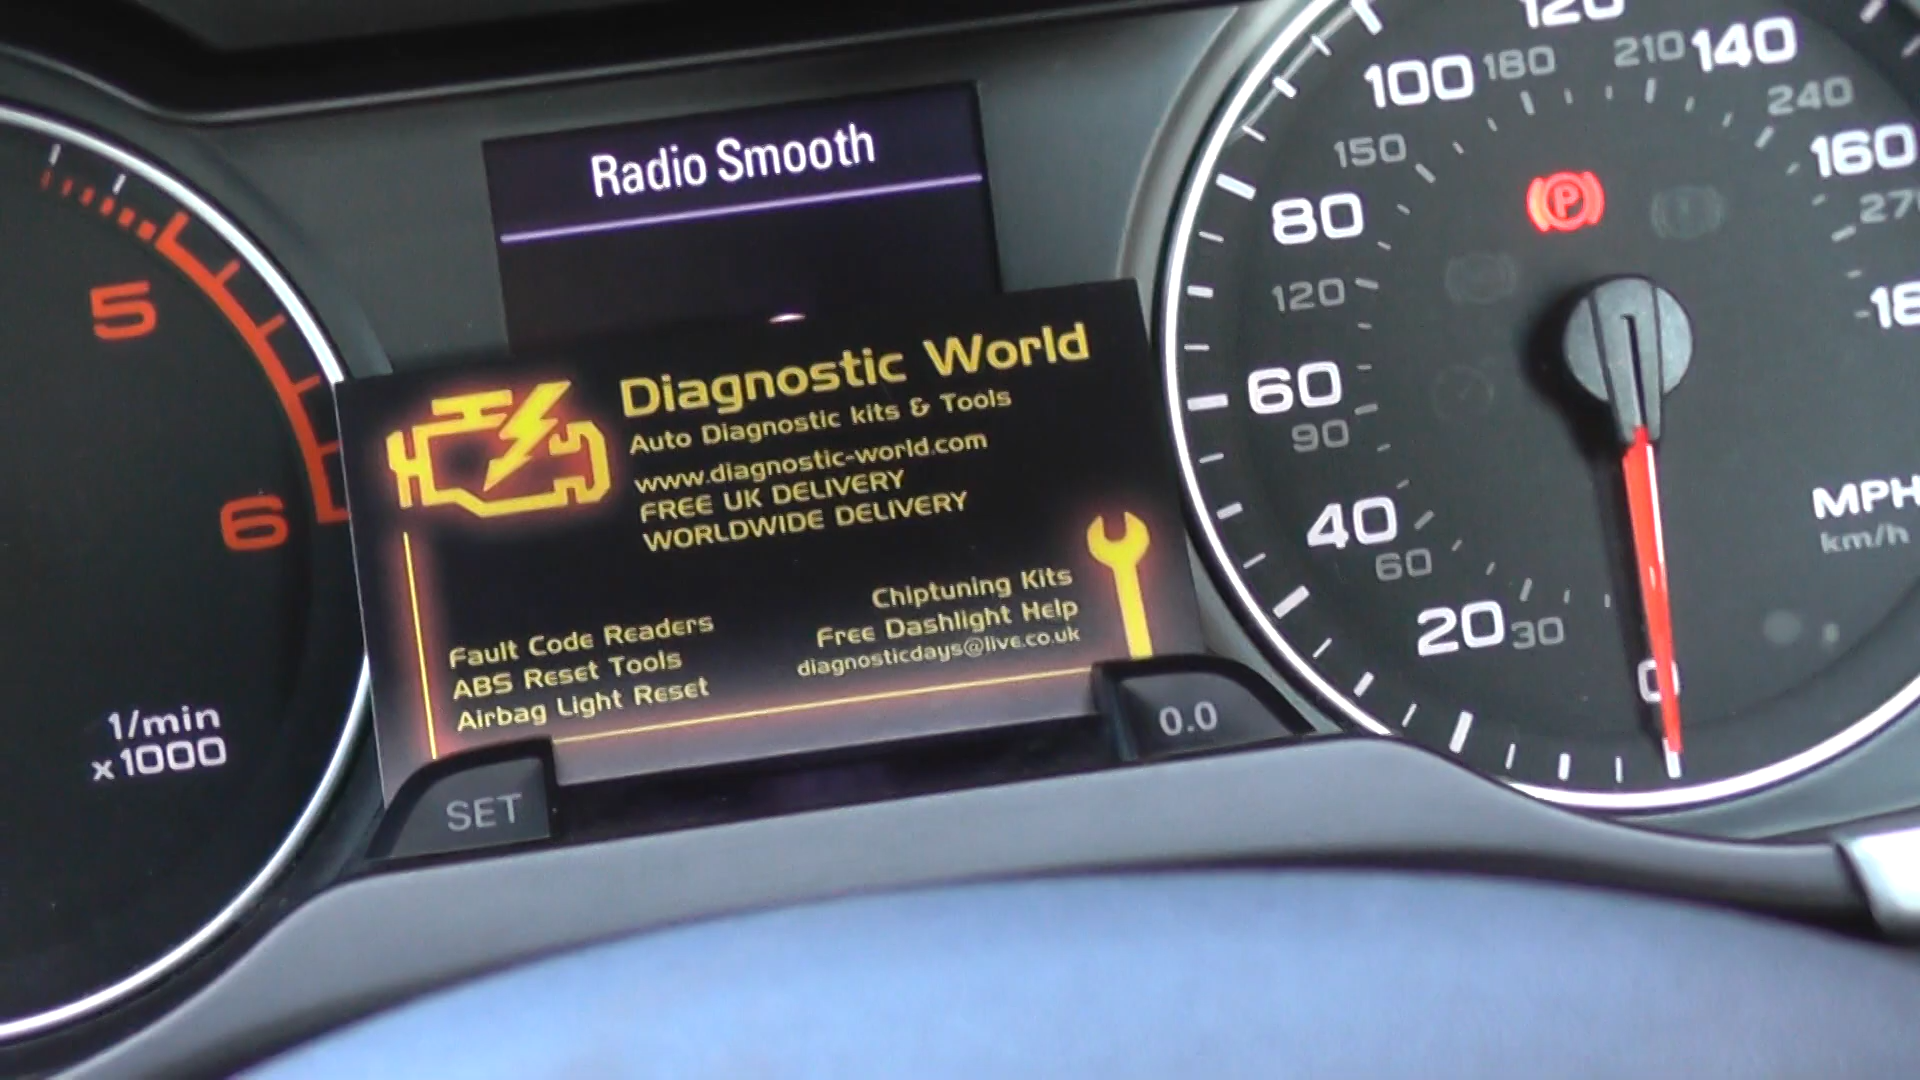 Radio Smooth
120
100 180 210 140
240
150
160
80
270
120
18
60
90
40
60
20 30
0
MPH
km/h
5
6
1/min
x1000
P
Diagnostic World
Auto Diagnostic kits & Tools
www.diagnostic-world.com
FREE UK DELIVERY
WORLDWIDE DELIVERY
Chiptuning Kits
Free Dashlight Help
diagnosticdays@live.co.uk
Fault Code Readers
ABS Reset Tools
Airbag Light Reset
SET
0.0